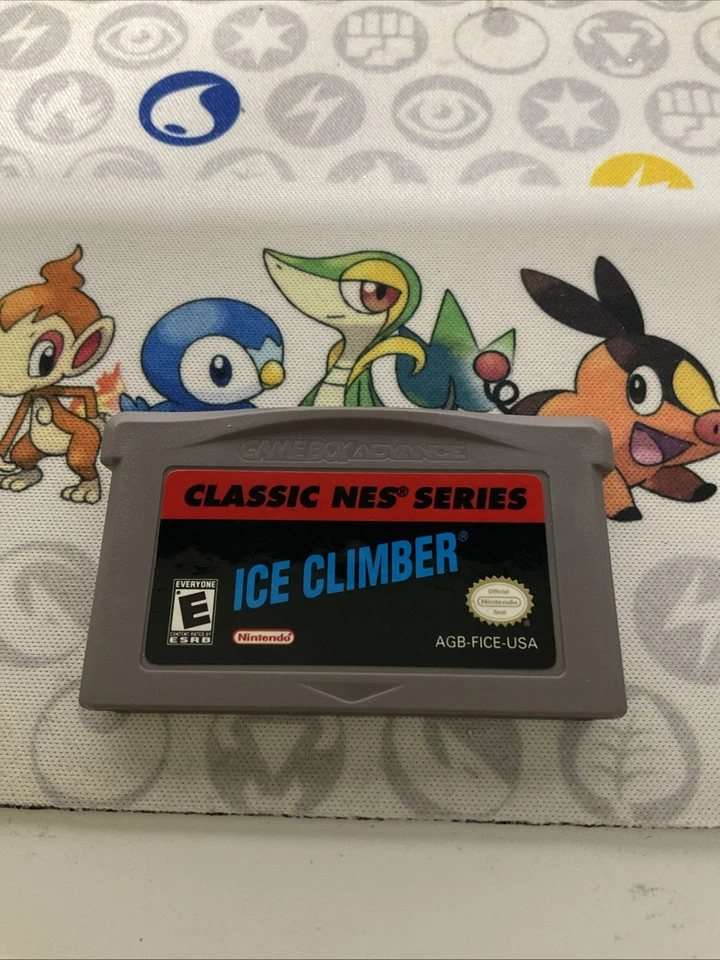 GAME BOY ADVANCE
CLASSIC NES® SERIES
ICE CLIMBER®
EVERYONE
E
CONTENT RATED BY
ESRB
Nintendo®
Official
Nintendo
Seal
AGB-FICE-USA